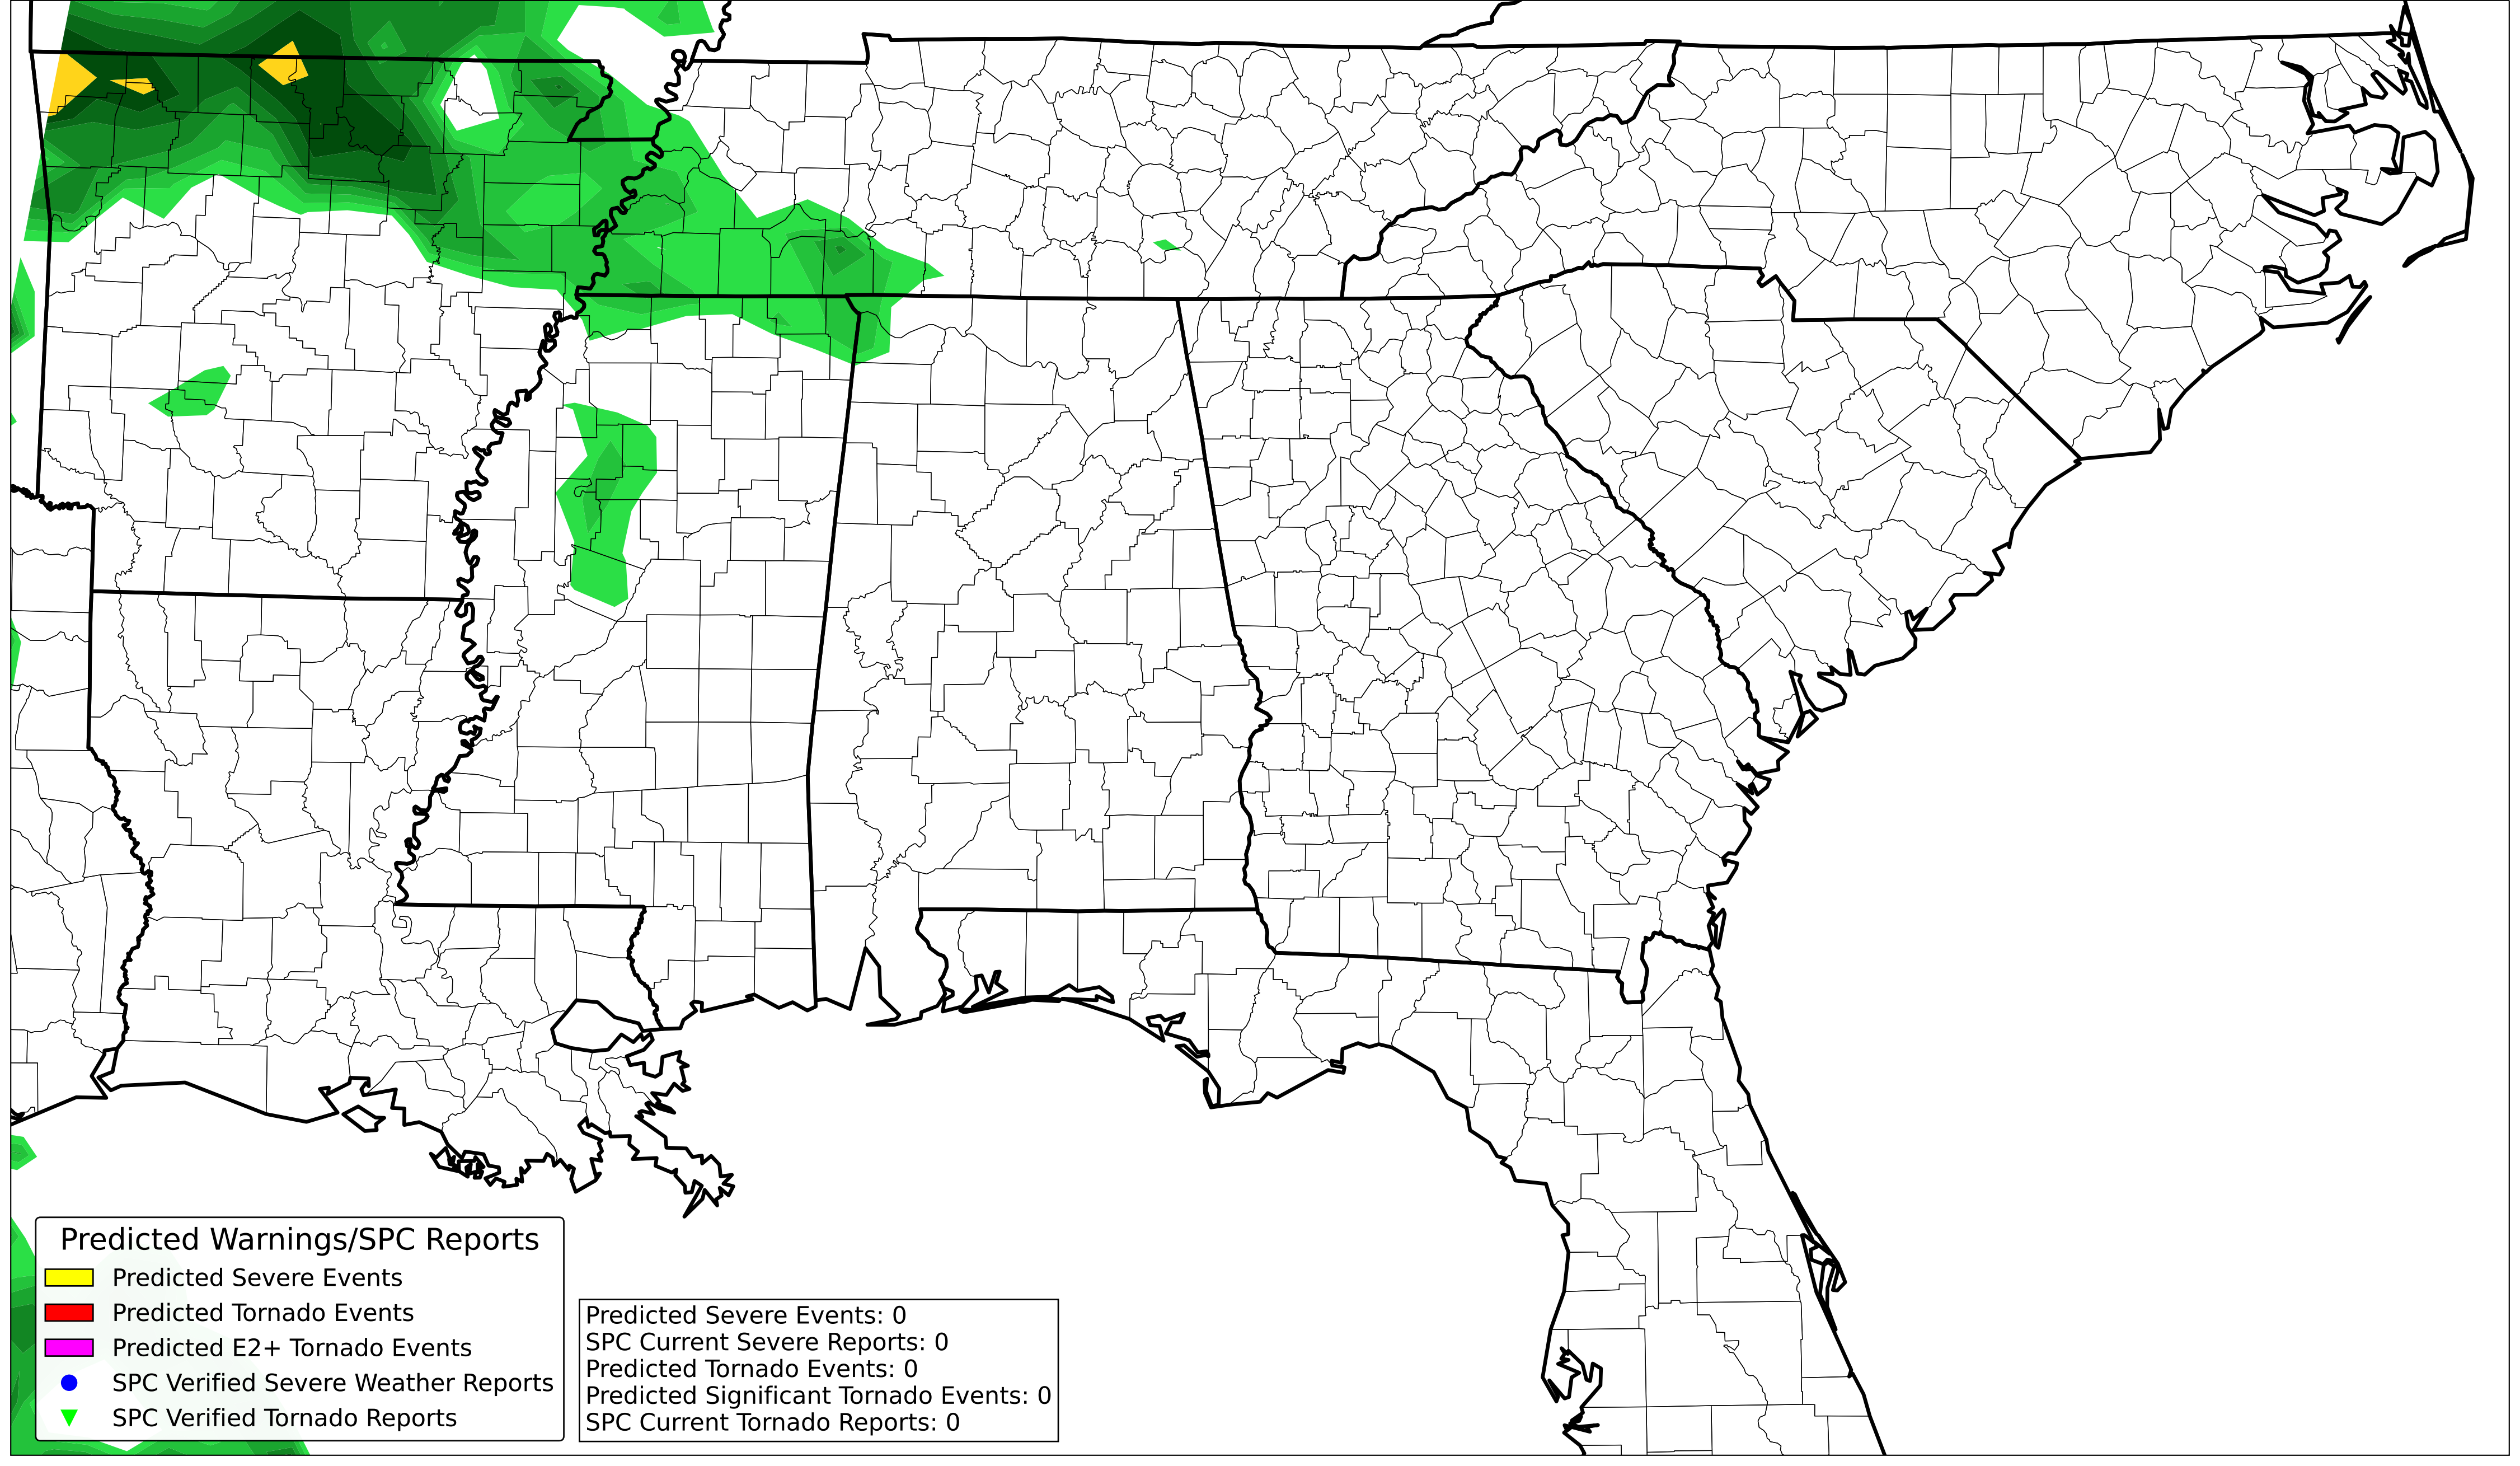 Predicted Warnings/SPC Reports
Predicted Severe Events
Predicted Tornado Events
Predicted E2+ Tornado Events
SPC Verified Severe Weather Reports
SPC Verified Tornado Reports
Predicted Severe Events: 0
SPC Current Severe Reports: 0
Predicted Tornado Events: 0
Predicted Significant Tornado Events: 0
SPC Current Tornado Reports: 0